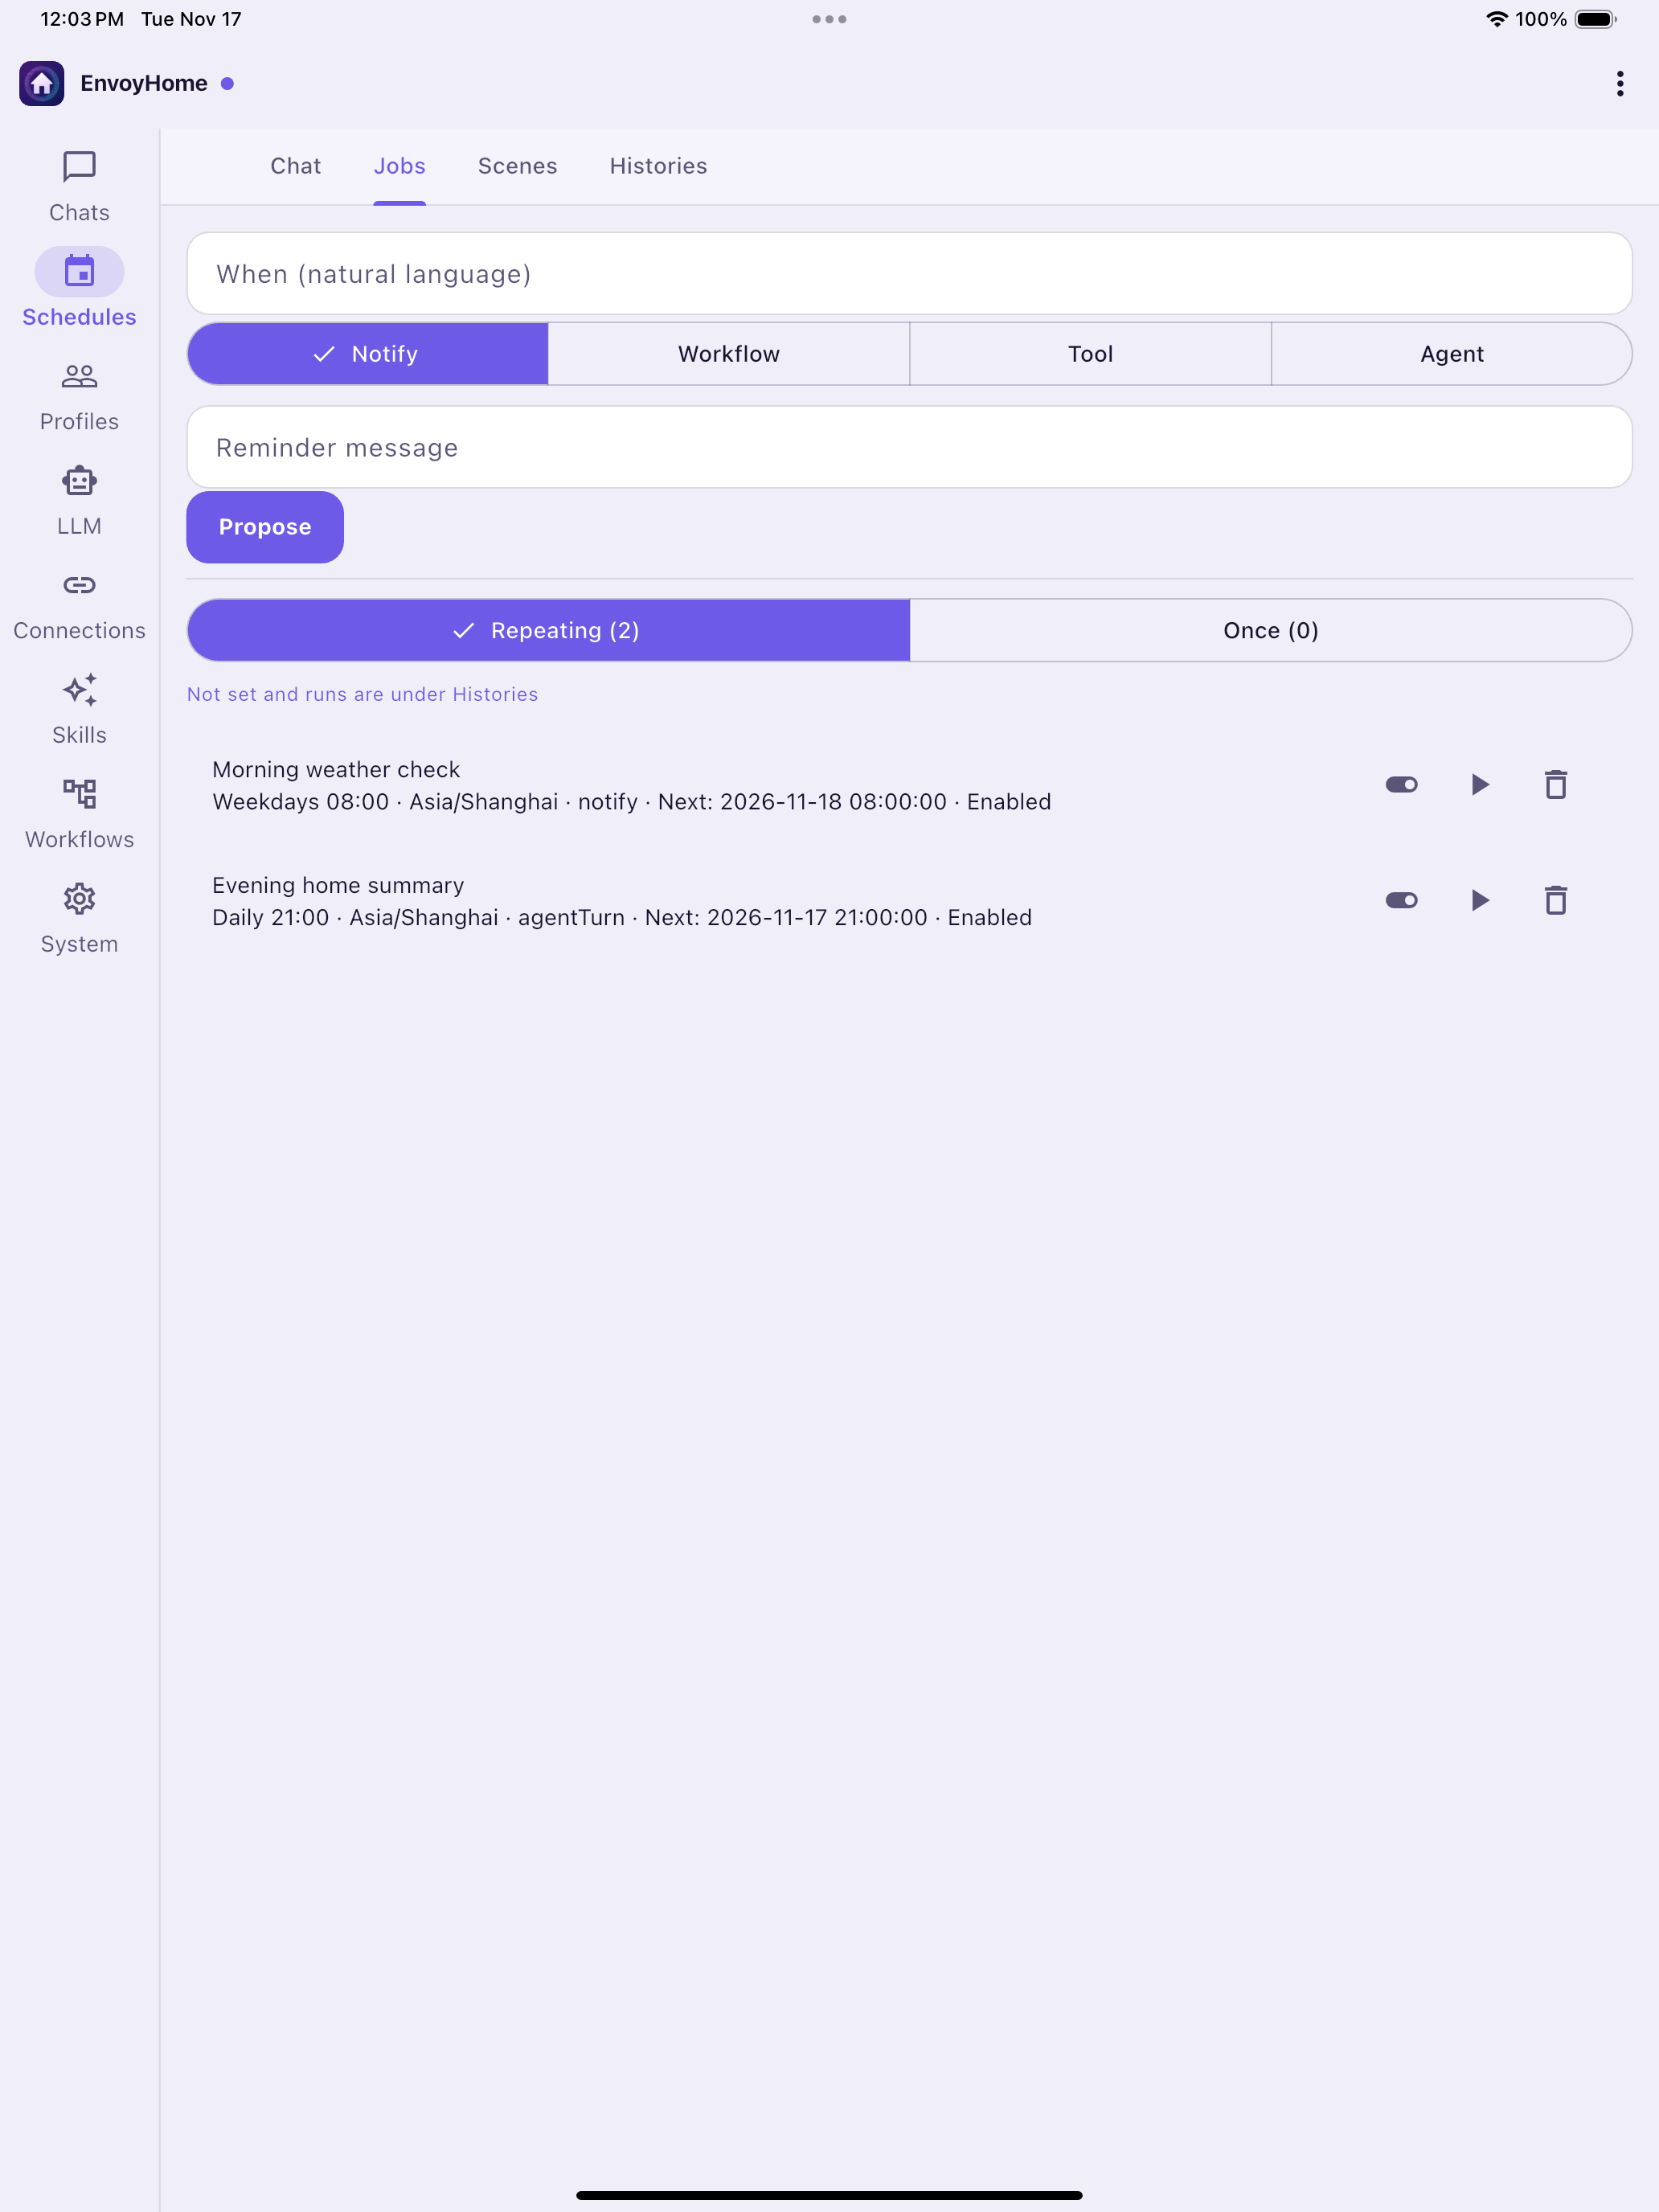 12:03 PM Tue Nov 17
100%
EnvoyHome
Chats
Schedules
Profiles
LLM
Connections
Skills
Workflows
System
Chat
Jobs
Scenes
Histories
When (natural language)
Notify
Workflow
Tool
Agent
Reminder message
Propose
Repeating (2)
Once (0)
Not set and runs are under Histories
Morning weather check
Weekdays 08:00 · Asia/Shanghai · notify · Next: 2026-11-18 08:00:00 · Enabled
Evening home summary
Daily 21:00 · Asia/Shanghai · agentTurn · Next: 2026-11-17 21:00:00 · Enabled